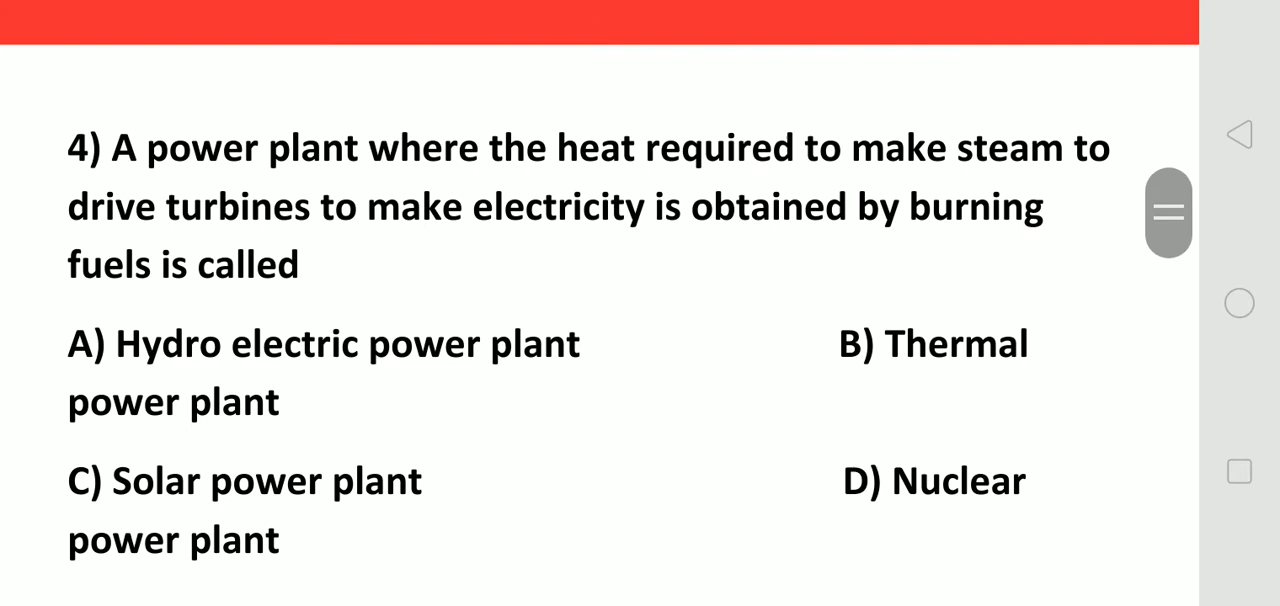 4) A power plant where the heat required to make steam to
drive turbines to make electricity is obtained by burning
fuels is called
A) Hydro electric power plant B) Thermal
power plant
C) Solar power plant D) Nuclear
power plant